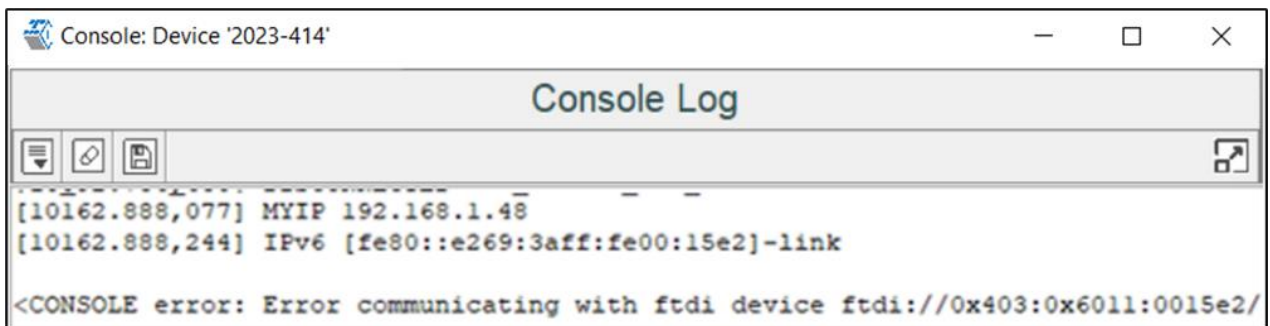 Console: Device '2023-414'
Console Log
[10162.888,077] MYIP 192.168.1.48
[10162.888,244] IPv6 [fe80::e269:3aff:fe00:15e2]-link
<CONSOLE error: Error communicating with ftdi device ftdi://0x403:0x6011:0015e2/